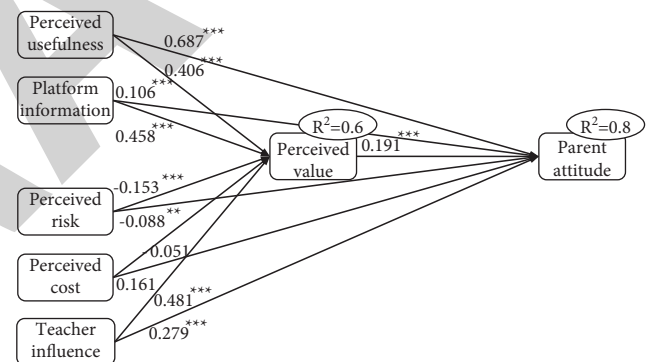 Perceived
usefulness
0.687***
0.406***
Platform
information
0.106***
0.458***
R²=0.6
Perceived
value
0.191***
R²=0.8
Parent
attitude
Perceived
risk
-0.153***
-0.088**
Perceived
cost
-0.051
0.161
Teacher
influence
0.481***
0.279***